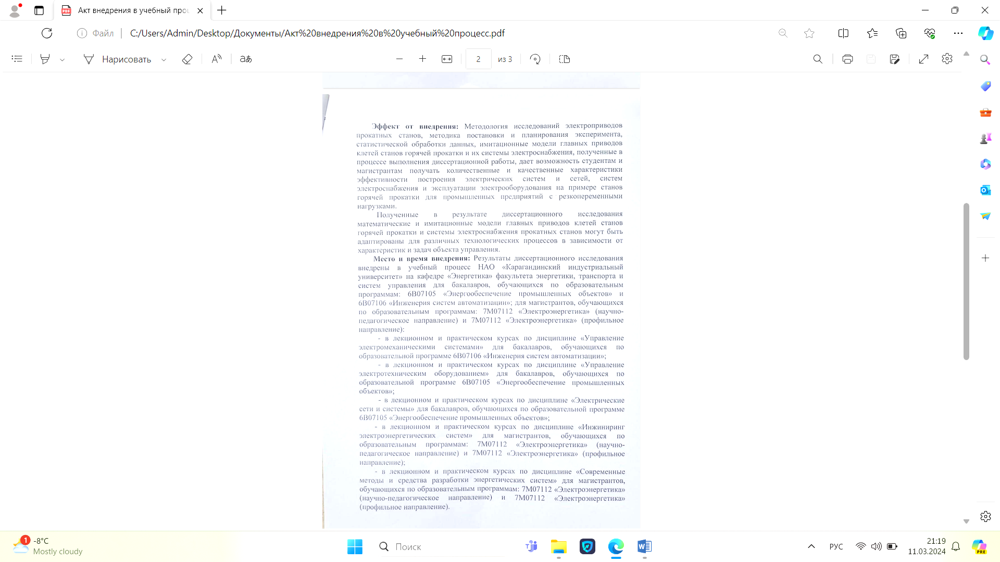 Акт внедрения в учебный про
Файл
C:/Users/Admin/Desktop/Документы/Акт%20внедрения%20в%20учебный%20процесс.pdf
Нарисовать
аあ
2 из 3
Эффект от внедрения: Методология исследований электроприводов
прокатных станов, методика постановки и планирования эксперимента,
статистической обработки данных, имитационные модели главных приводов
клетей станов горячей прокатки и их системы электроснабжения, полученные в
процессе выполнения диссертационной работы, дает возможность студентам и
магистрантам получать количественные и качественные характеристики
эффективности построения электрических систем и сетей, систем
электроснабжения и эксплуатации электрооборудования на примере станов
горячей прокатки для промышленных предприятий с резкопеременными
нагрузками.
Полученные в результате диссертационного исследования
математические и имитационные модели главных приводов клетей станов
горячей прокатки и системы электроснабжения прокатных станов могут быть
адаптированы для различных технологических процессов в зависимости от
характеристик и задач объекта управления.
Место и время внедрения: Результаты диссертационного исследования
внедрены в учебный процесс НАО «Карагандинский индустриальный
университет» на кафедре «Энергетика» факультета энергетики, транспорта и
систем управления для бакалавров, обучающихся по образовательным
программам: 6В07105 «Энергообеспечение промышленных объектов» и
6В07106 «Инженерия систем автоматизации»; для магистрантов, обучающихся
по образовательным программам: 7М07112 «Электроэнергетика» (научно-
педагогическое направление) и 7М07112 «Электроэнергетика» (профильное
направление):
- в лекционном и практическом курсах по дисциплине «Управление
электромеханическими системами» для бакалавров, обучающихся по
образовательной программе 6В07106 «Инженерия систем автоматизации»;
- в лекционном и практическом курсах по дисциплине «Управление
электротехническим оборудованием» для бакалавров, обучающихся по
образовательной программе 6В07105 «Энергообеспечение промышленных
объектов»;
- в лекционном и практическом курсах по дисциплине «Электрические
сети и системы» для бакалавров, обучающихся по образовательной программе
6В07105 «Энергообеспечение промышленных объектов»;
- в лекционном и практическом курсах по дисциплине «Инжиниринг
электроэнергетических систем» для магистрантов, обучающихся по
образовательным программам: 7М07112 «Электроэнергетика» (научно-
педагогическое направление) и 7М07112 «Электроэнергетика» (профильное
направление);
- в лекционном и практическом курсах по дисциплине «Современные
методы и средства разработки энергетических систем» для магистрантов,
обучающихся по образовательным программам: 7М07112 «Электроэнергетика»
(научно-педагогическое направление) и 7М07112 «Электроэнергетика»
(профильное направление).
1
-8°C
Mostly cloudy
Поиск
РУС
21:19
11.03.2024
PRE